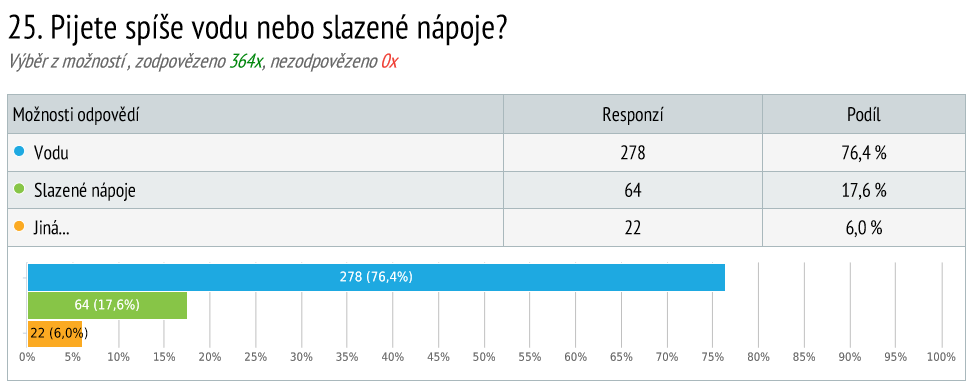 25. Pijete spíše vodu nebo slazené nápoje?
Výběr z možností , zodpovězeno 364x, nezodpovězeno 0x
Možnosti odpovědí Responzí Podíl
Vodu 278 76,4 %
Slazené nápoje 64 17,6 %
Jiná... 22 6,0 %
278 (76,4%)
64 (17,6%)
22 (6,0%)
0% 5% 10% 15% 20% 25% 30% 35% 40% 45% 50% 55% 60% 65% 70% 75% 80% 85% 90% 95% 100%